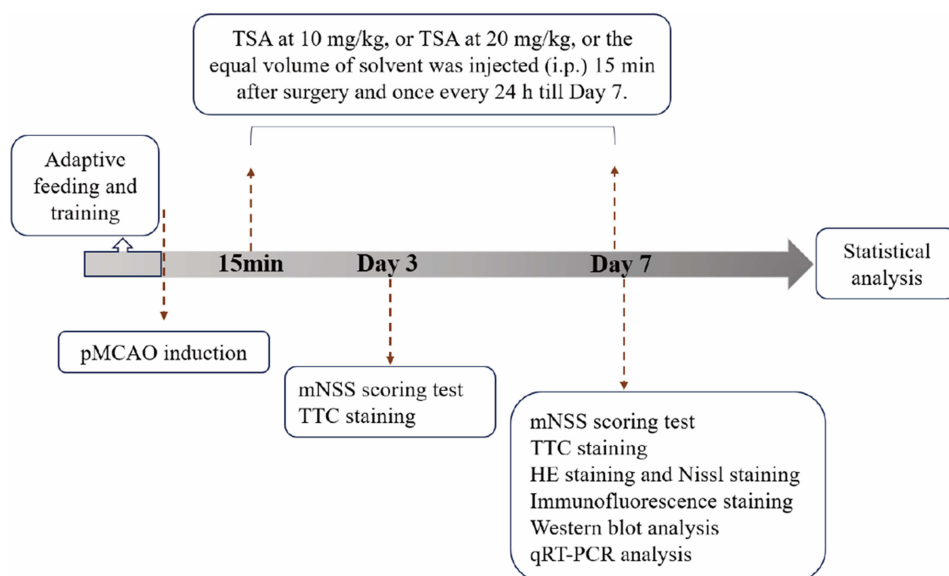 TSA at 10 mg/kg, or TSA at 20 mg/kg, or the
equal volume of solvent was injected (i.p.) 15 min
after surgery and once every 24 h till Day 7.
Adaptive
feeding and
training
15min
Day 3
Day 7
Statistical
analysis
pMCAO induction
mNSS scoring test
TTC staining
mNSS scoring test
TTC staining
HE staining and Nissl staining
Immunofluorescence staining
Western blot analysis
qRT-PCR analysis